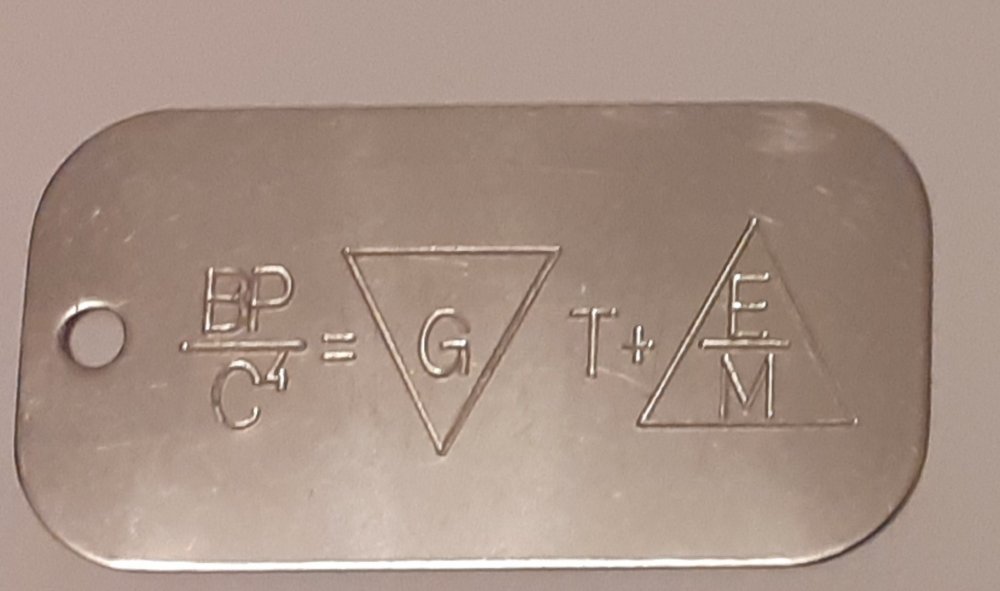 BP/C⁴ = ▽G T + △E/M